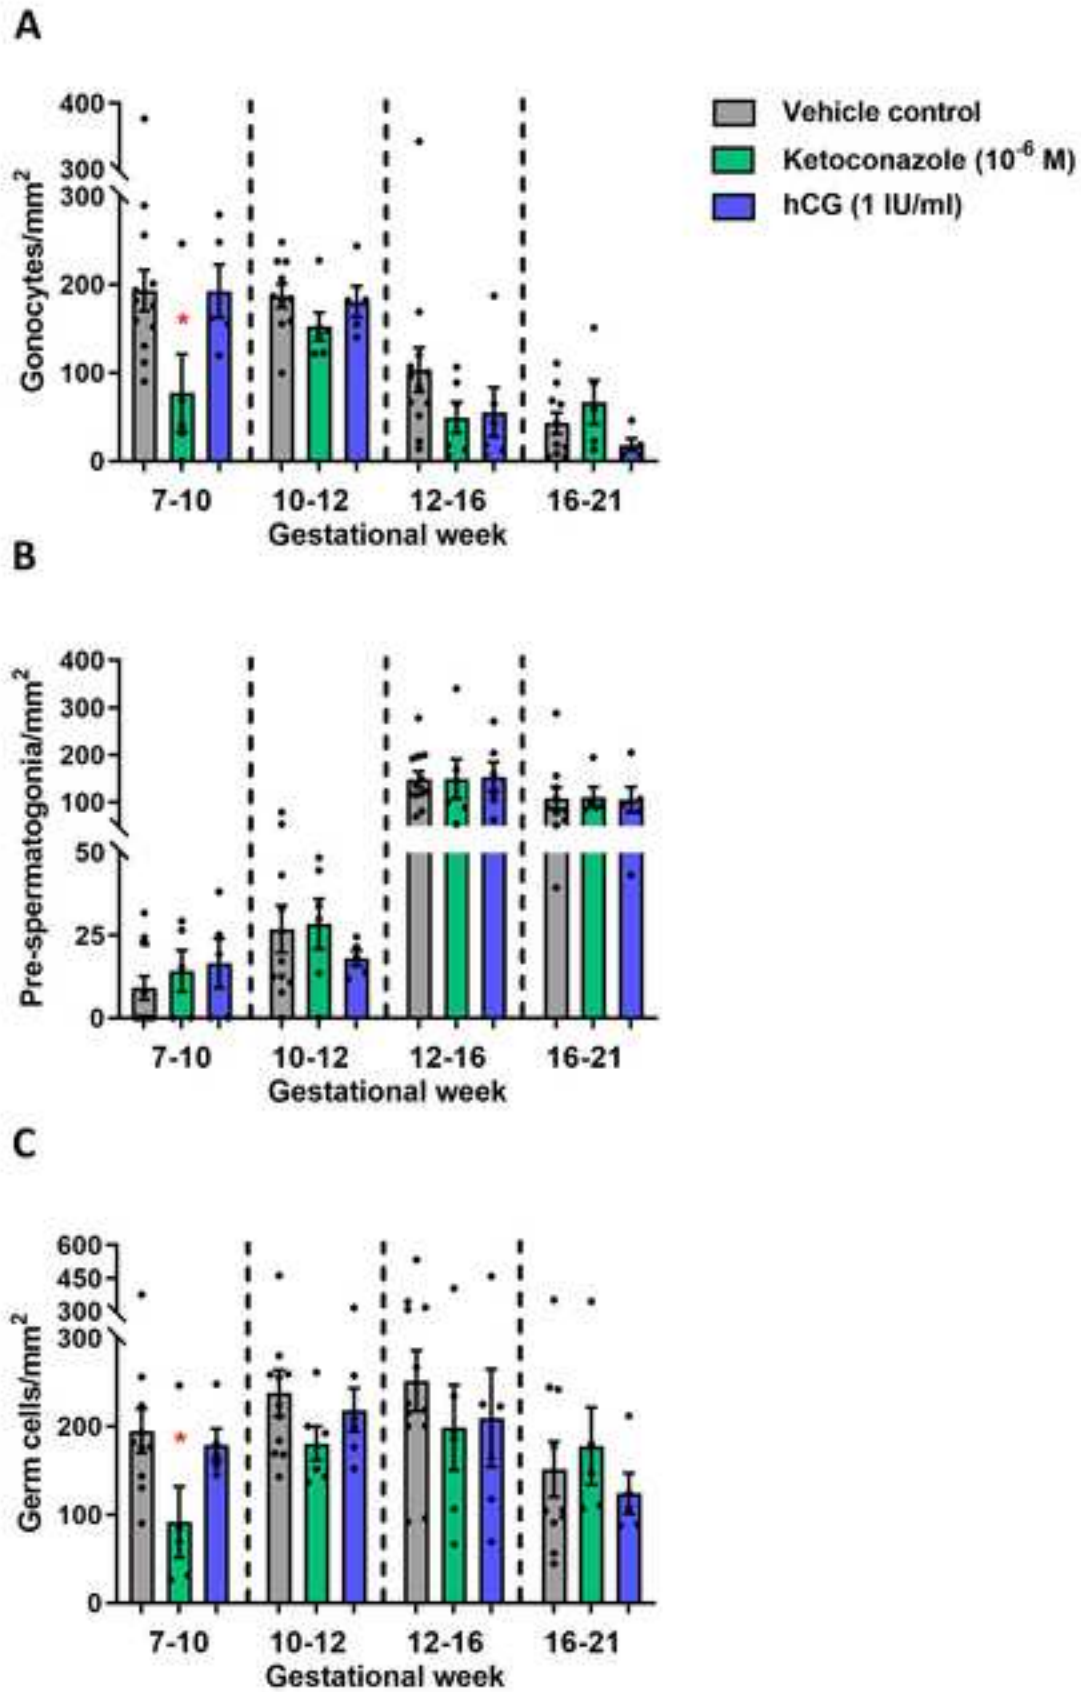 A
Gonocytes/mm²
400
300
300
200
100
0
7-10 10-12 12-16 16-21
Gestational week
Vehicle control
Ketoconazole (10⁻⁶ M)
hCG (1 IU/ml)
B
Pre-spermatogonia/mm²
400
300
200
100
50
25
0
7-10 10-12 12-16 16-21
Gestational week
C
Germ cells/mm²
600
450
300
300
200
100
0
7-10 10-12 12-16 16-21
Gestational week